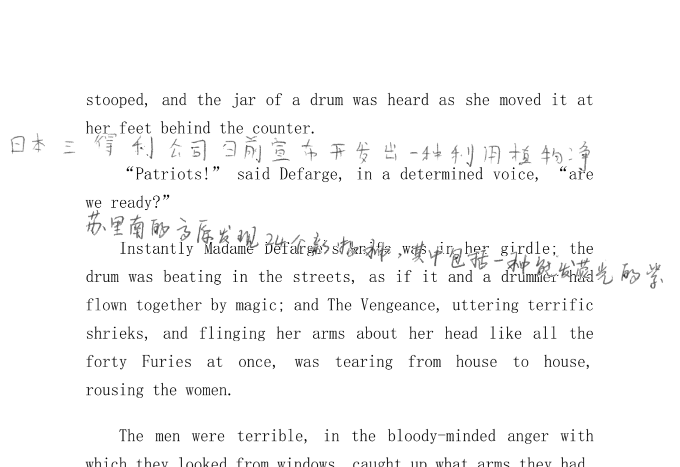 stooped, and the jar of a drum was heard as she moved it at
her feet behind the counter.
日本三得利公司日前宣布开发出一种利用植物净
“Patriots!” said Defarge, in a determined voice, “are
we ready?”
苏里南的高原发现24个新物种,其中包括一种能发荧光的紫
Instantly Madame Defarge's knife was in her girdle; the
drum was beating in the streets, as if it and a drummer had
flown together by magic; and The Vengeance, uttering terrific
shrieks, and flinging her arms about her head like all the
forty Furies at once, was tearing from house to house,
rousing the women.
The men were terrible, in the bloody-minded anger with
which they looked from windows, caught up what arms they had,